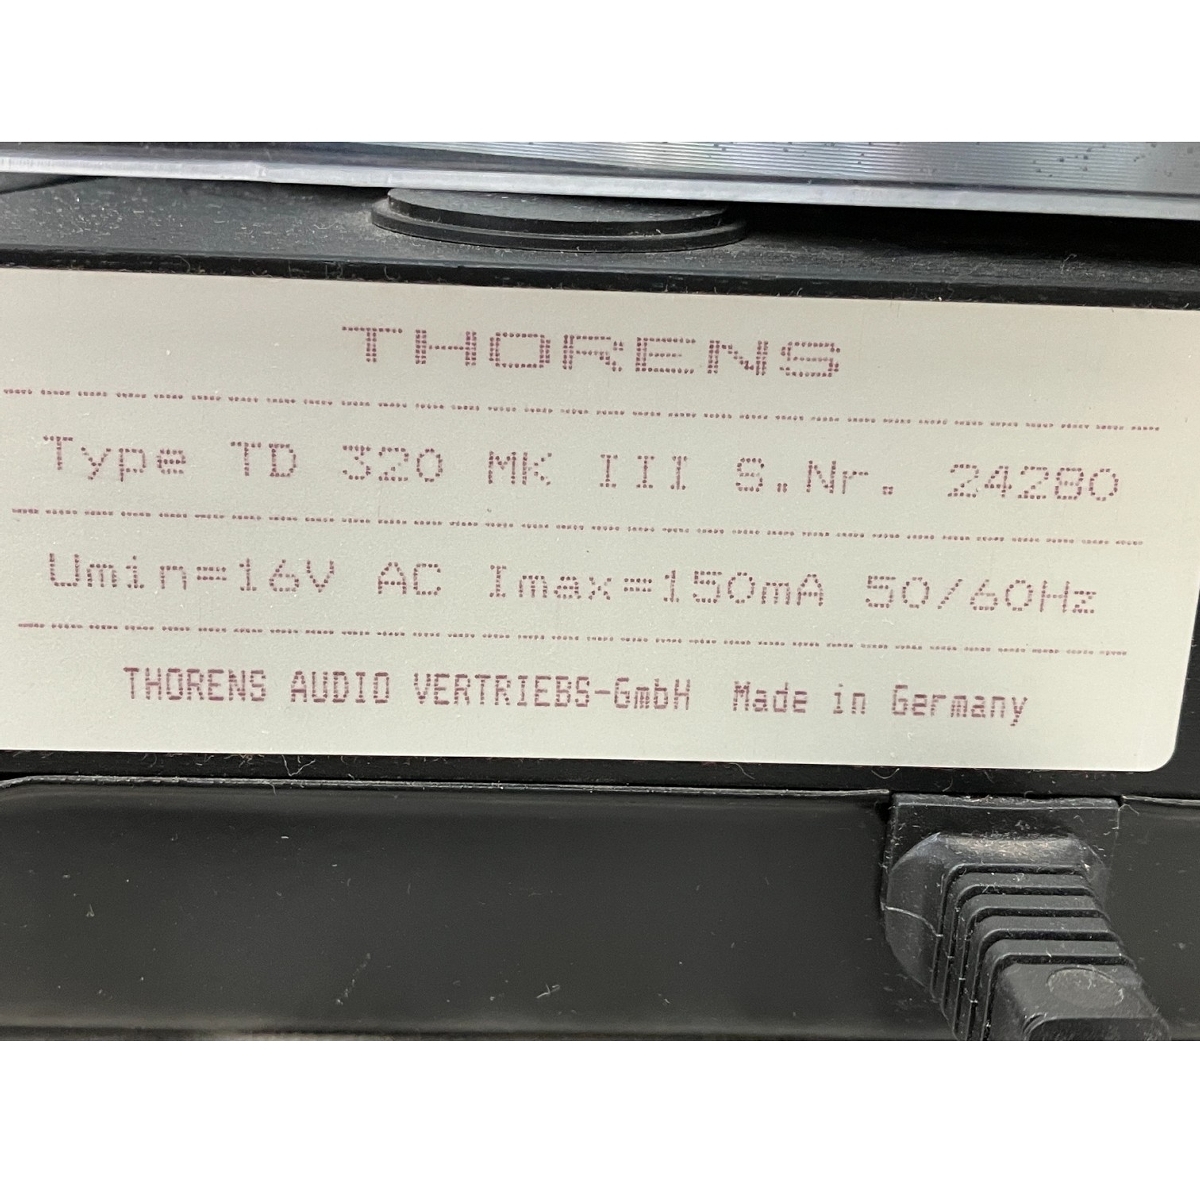 THORENS
Type TD 320 MK III S.Nr. 24280
Umin=16V AC Imax=150mA 50/60Hz
THORENS AUDIO VERTRIEBS-GmbH Made in Germany